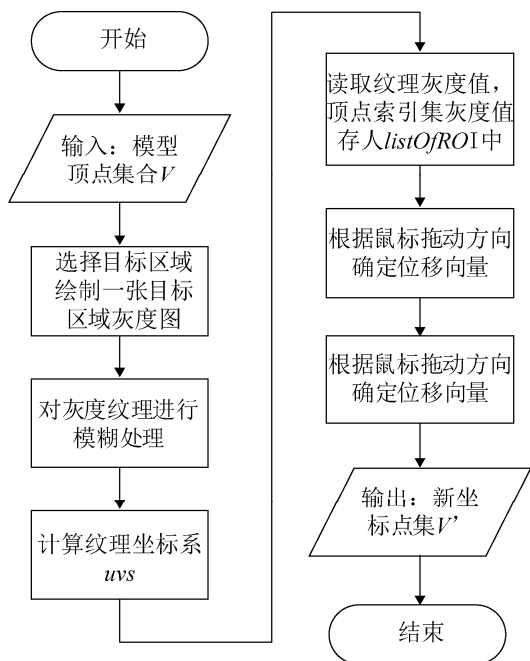 开始
输入：模型
顶点集合V
选择目标区域
绘制一张目标
区域灰度图
对灰度纹理进行
模糊处理
计算纹理坐标系
uvs
读取纹理灰度值，
顶点索引集灰度值
存人listOfROI中
根据鼠标拖动方向
确定位移向量
根据鼠标拖动方向
确定位移向量
输出：新坐
标点集V’
结束